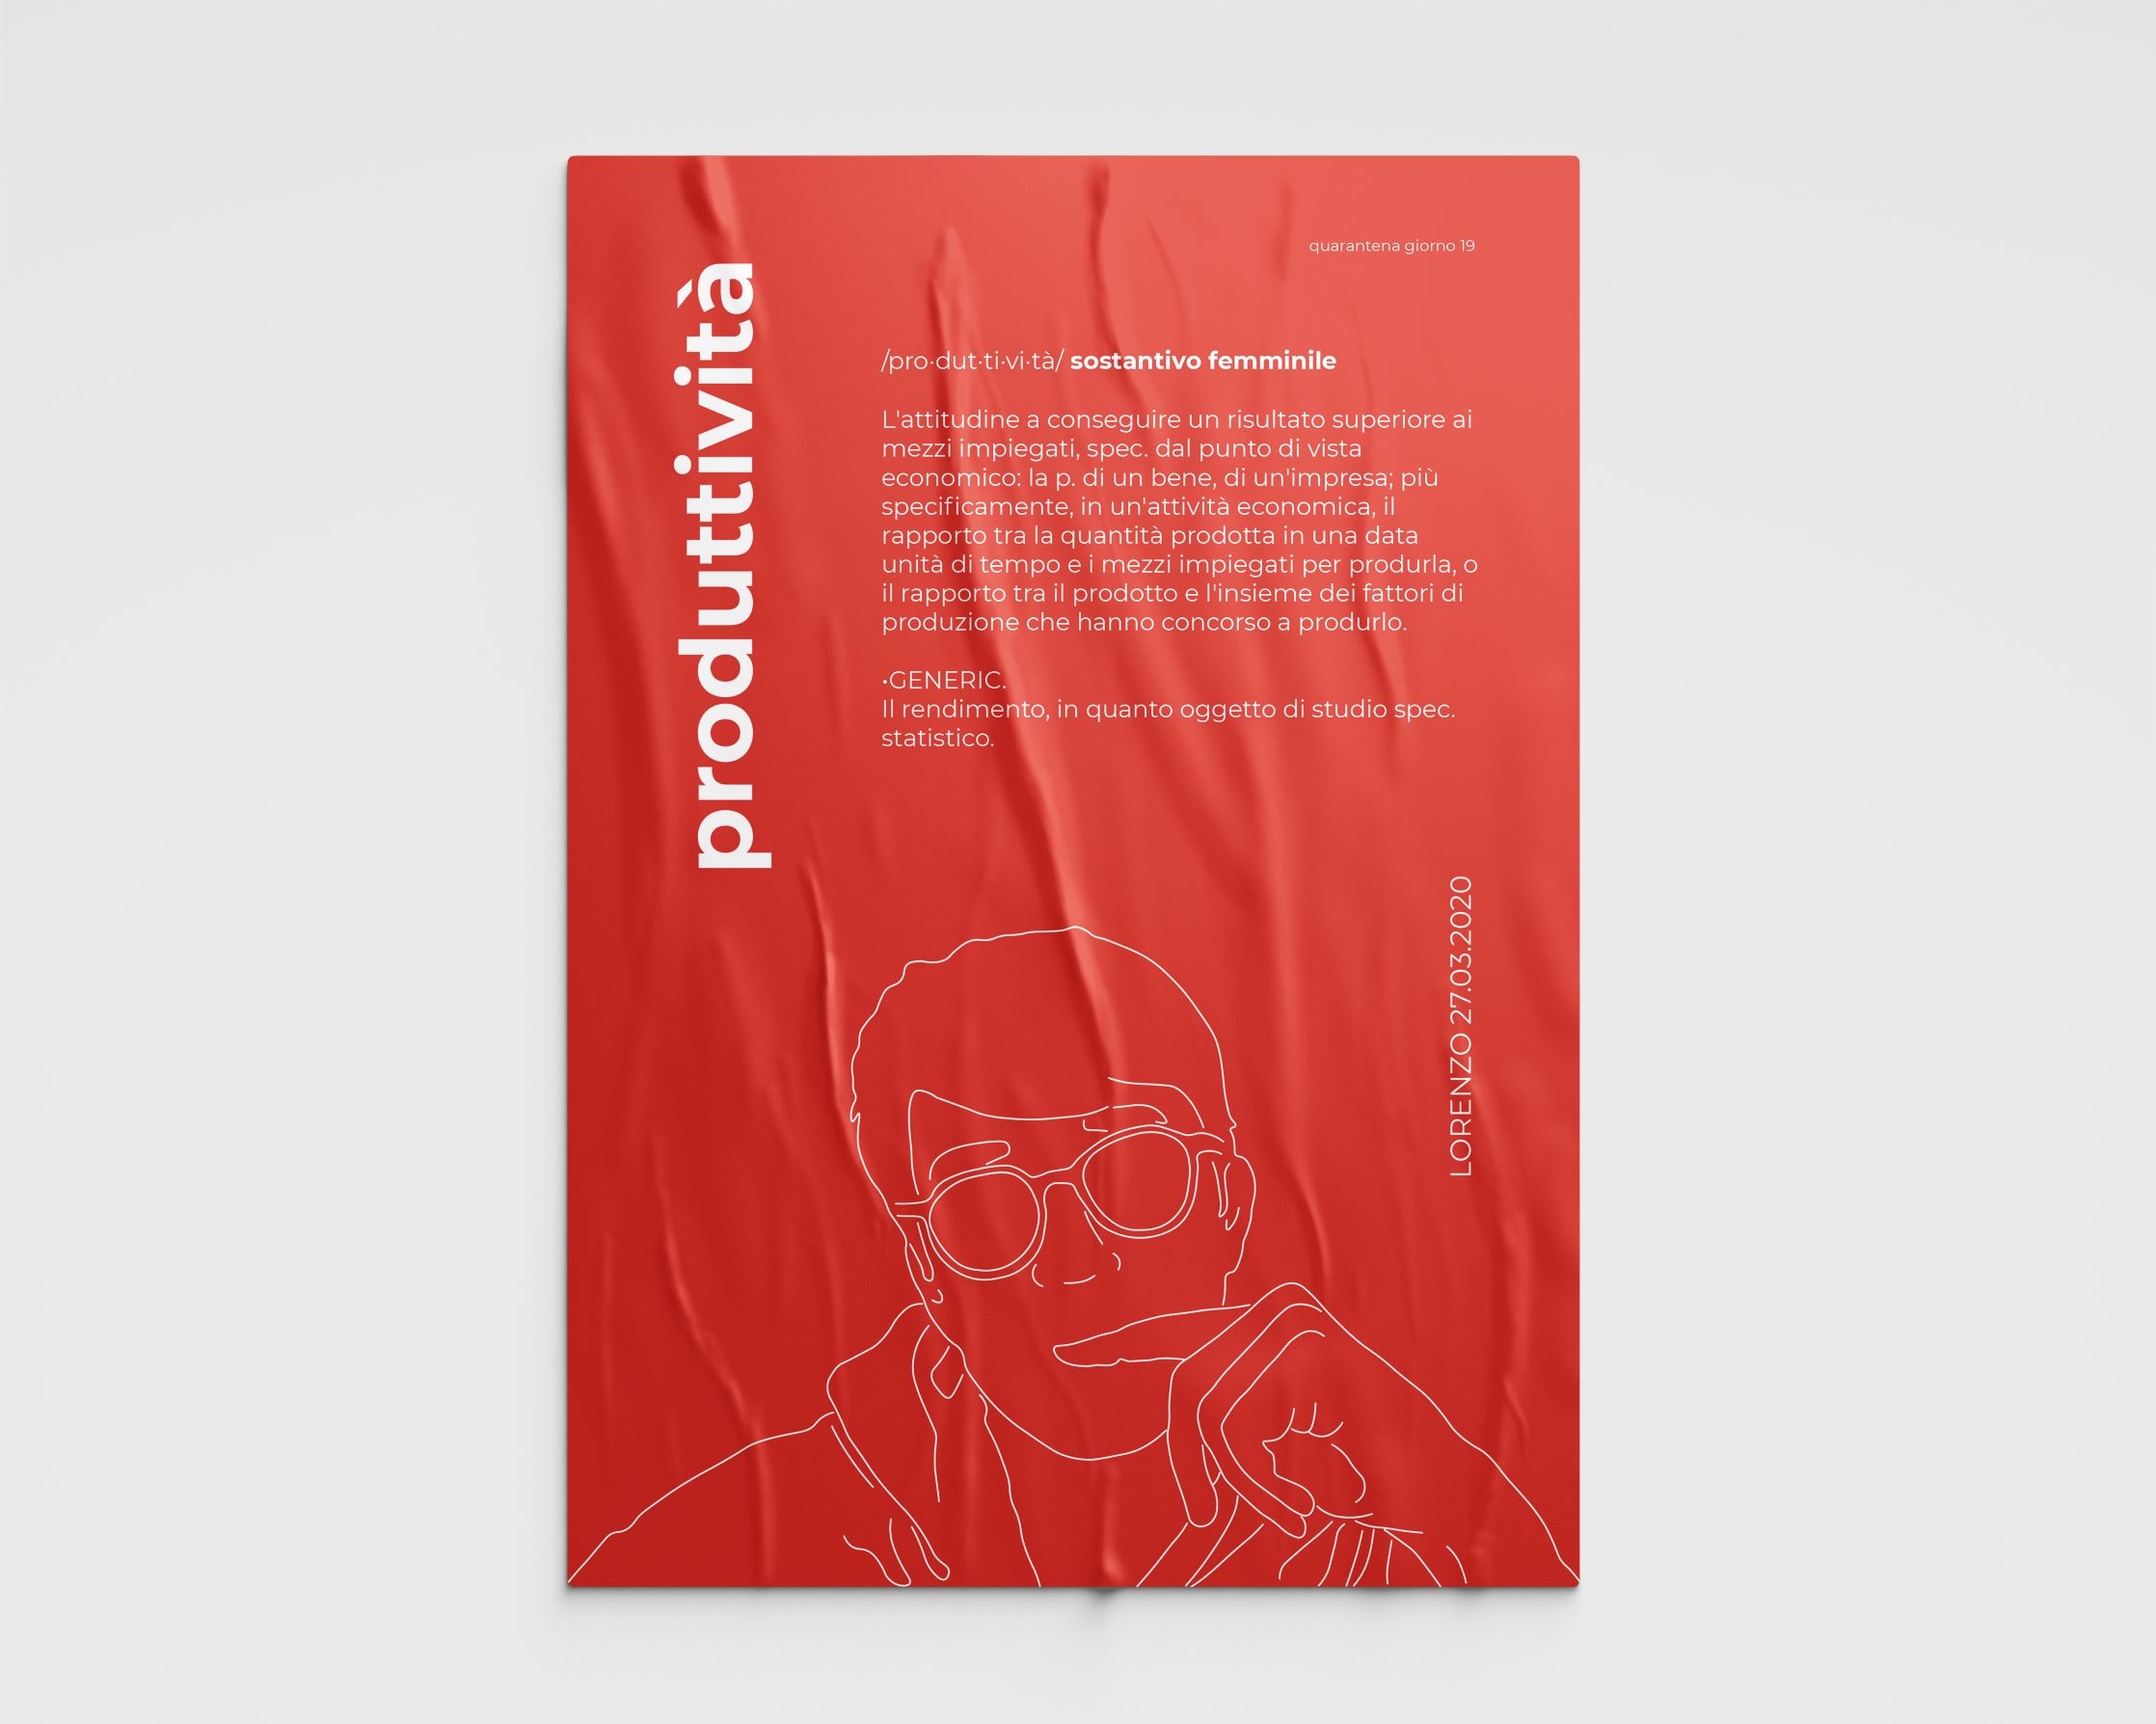 quarantena giorno 19
produttività
/pro·dut·ti·vi·tà/ sostantivo femminile
L'attitudine a conseguire un risultato superiore ai
mezzi impiegati, spec. dal punto di vista
economico: la p. di un bene, di un'impresa; più
specificamente, in un'attività economica, il
rapporto tra la quantità prodotta in una data
unità di tempo e i mezzi impiegati per produrla, o
il rapporto tra il prodotto e l'insieme dei fattori di
produzione che hanno concorso a produrlo.
·GENERIC.
Il rendimento, in quanto oggetto di studio spec.
statistico.
LORENZO 27.03.2020